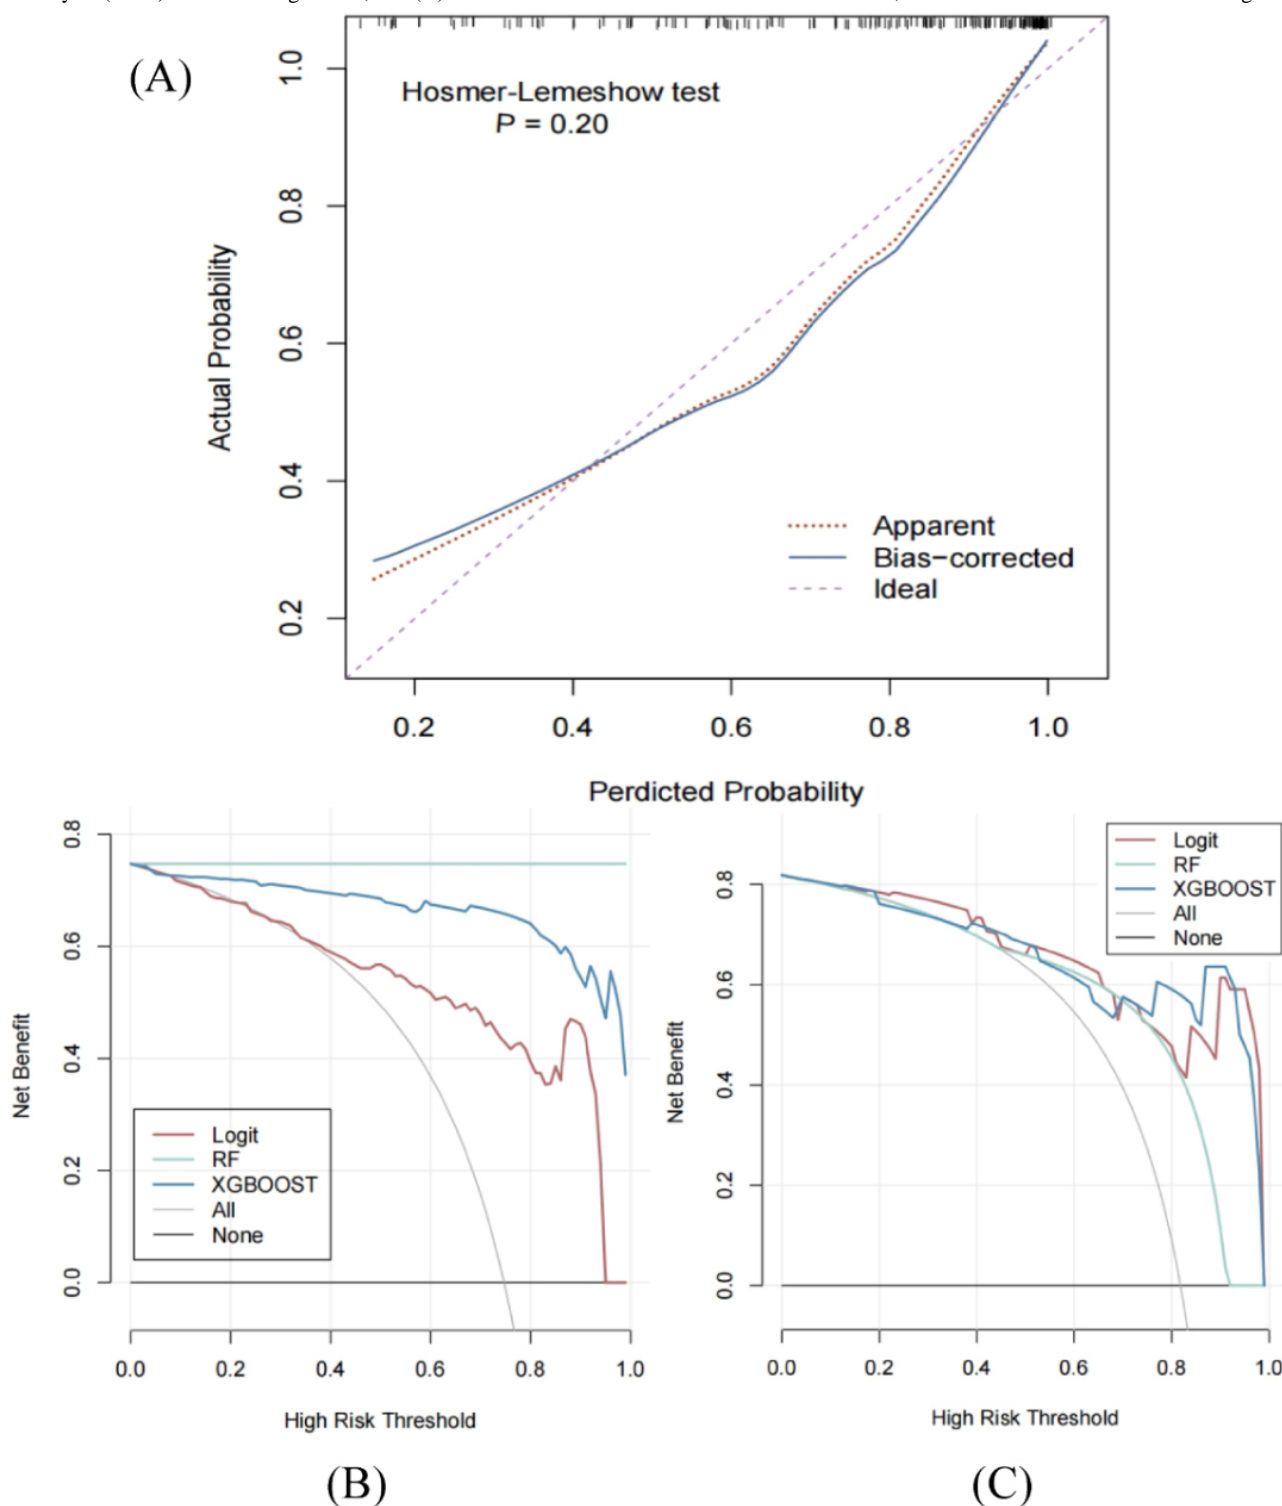 (A)
Hosmer-Lemeshow test
P = 0.20
Actual Probability
1.0
0.8
0.6
0.4
0.2
Apparent
Bias-corrected
Ideal
0.2 0.4 0.6 0.8 1.0
Perdicted Probability
Net Benefit
0.8
0.6
0.4
0.2
0.0
Logit
RF
XGBOOST
All
None
0.0 0.2 0.4 0.6 0.8 1.0
High Risk Threshold
(B)
Net Benefit
0.8
0.6
0.4
0.2
0.0
Logit
RF
XGBOOST
All
None
0.0 0.2 0.4 0.6 0.8 1.0
High Risk Threshold
(C)